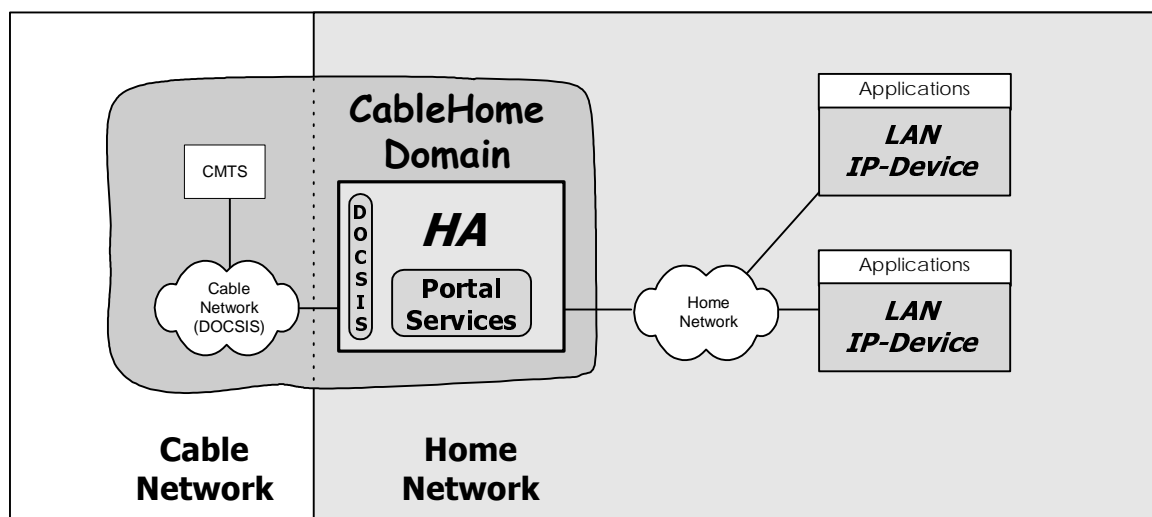 CableHome
Domain
CMTS
Cable
Network
(DOCSIS)
DOCSIS
HA
Portal
Services
Home
Network
Applications
LAN
IP-Device
Applications
LAN
IP-Device
Cable
Network
Home
Network